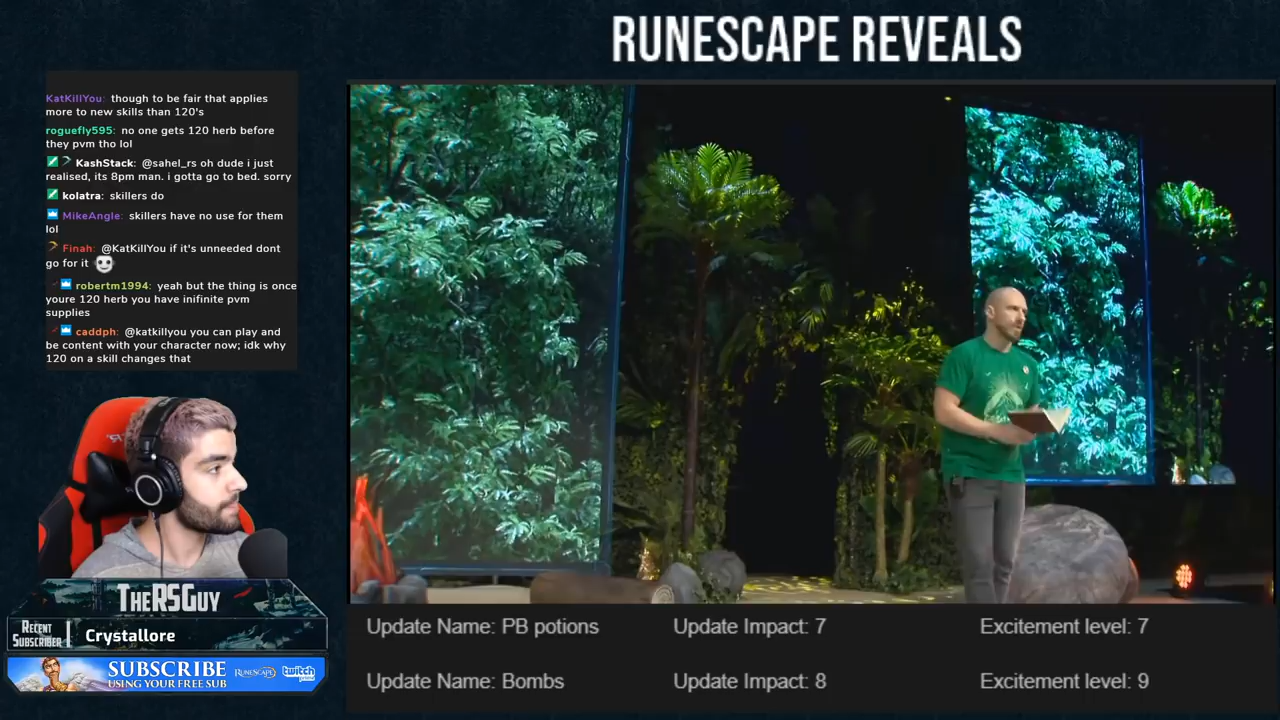 RUNESCAPE REVEALS
KatKillYou: though to be fair that applies
more to new skills than 120's
roguefly595: no one gets 120 herb before
they pvm tho lol
KashStack: @sahel_rs oh dude i just
realised, its 8pm man. i gotta go to bed. sorry
kolatra: skillers do
MikeAngle: skillers have no use for them
lol
Finah: @KatKillYou if it's unneeded dont
go for it
robertm1994: yeah but the thing is once
youre 120 herb you have inifinite pvm
supplies
caddph: @katkillyou you can play and
be content with your character now; idk why
120 on a skill changes that
TheRSGuy
Recent
Subscriber
Crystallore
SUBSCRIBE
USING YOUR FREE SUB
RUNESCAPE
twitch
prime
Update Name: PB potions Update Impact: 7 Excitement level: 7
Update Name: Bombs Update Impact: 8 Excitement level: 9